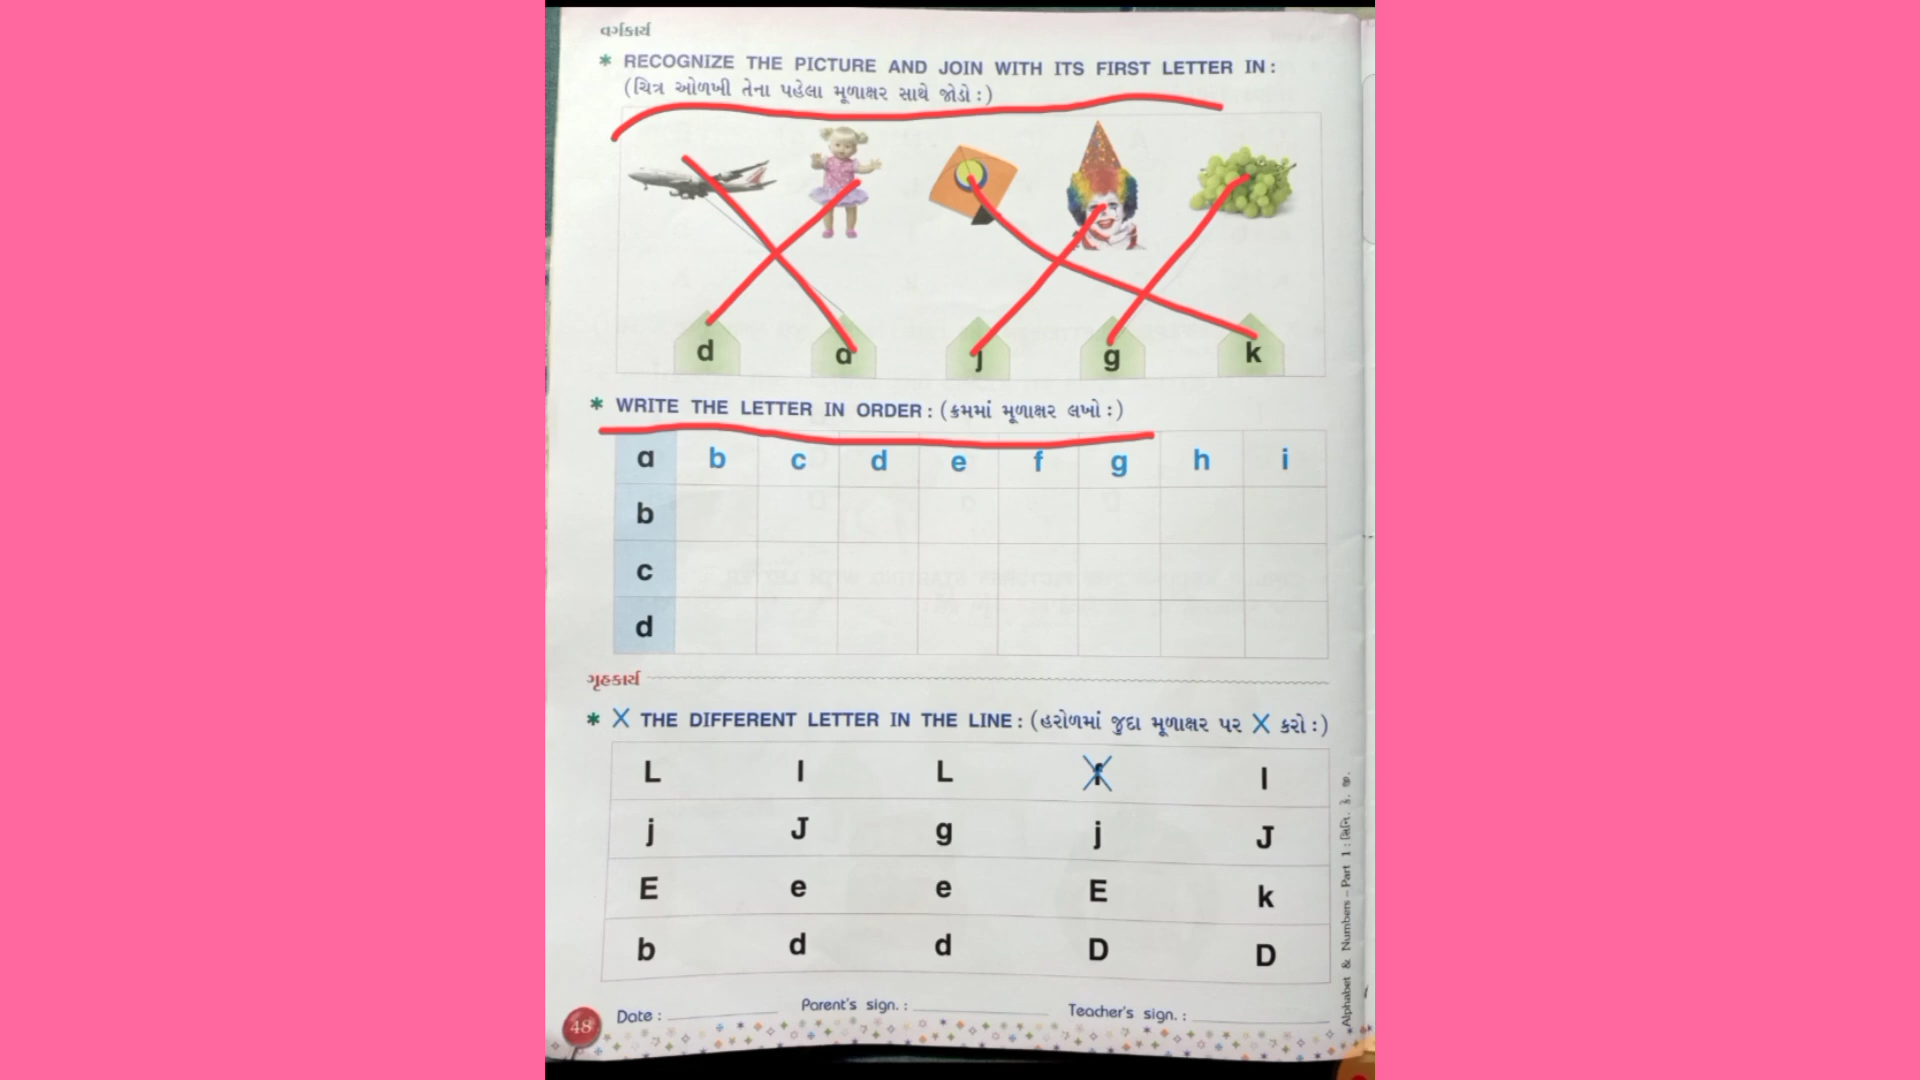 વર્ગકાર્ય
* RECOGNIZE THE PICTURE AND JOIN WITH ITS FIRST LETTER IN :
(ચિત્ર ઓળખી તેના પહેલા મૂળાક્ષર સાથે જોડો :)
d a j g k
* WRITE THE LETTER IN ORDER : (ક્રમમાં મૂળાક્ષર લખો :)
a b c d e f g h i
b
c
d
ગૃહકાર્ય
* X THE DIFFERENT LETTER IN THE LINE : (હરોળમાં જુદા મૂળાક્ષર પર X કરો :)
L l L f l
j J g j J
E e e E k
b d d D D
Date : Parent's sign. : Teacher's sign. :
48
Alphabet & Numbers – Part 1 : સિનિ. કે. જી.